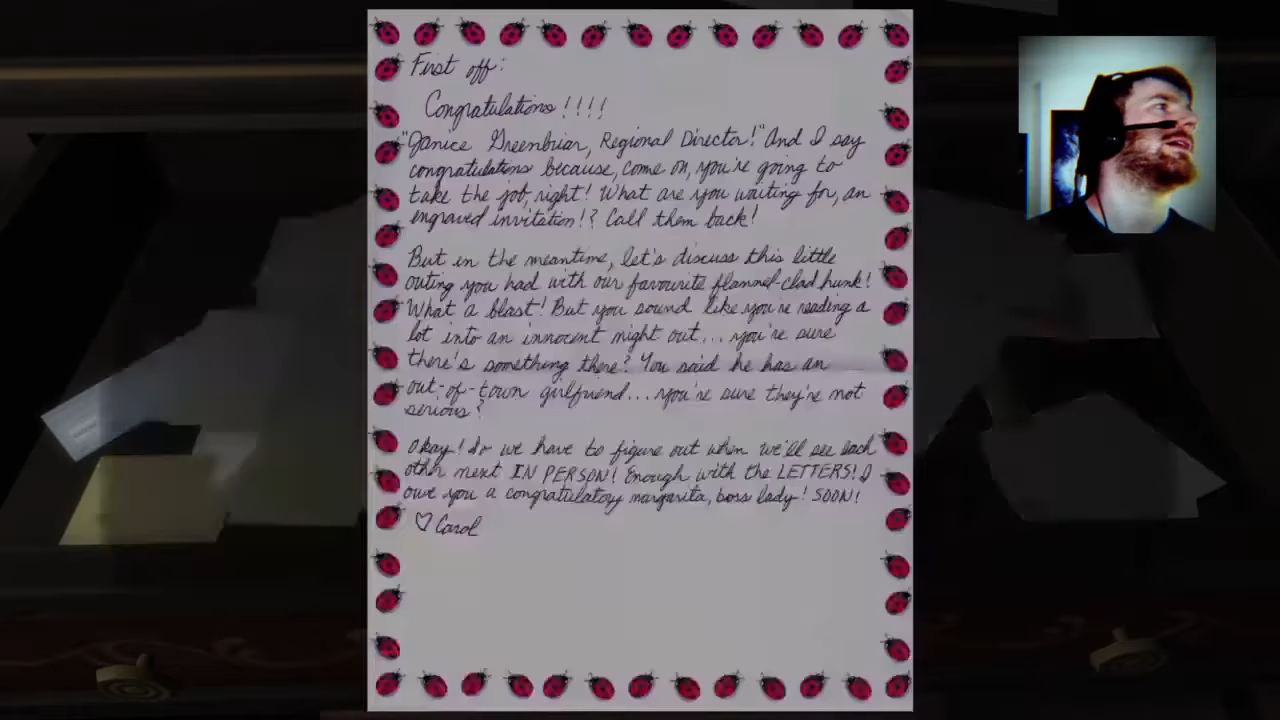 First off:
Congratulations!!!!
"Janice Greenbriar, Regional Director!" And I say
congratulations because, come on, you're going to
take the job, right! What are you waiting for, an
engraved invitation!? Call them back!
But in the meantime, let's discuss this little
outing you had with our favourite flannel-clad hunk!
What a blast! But you sound like you're reading a
lot into an innocent night out... you're sure
there's something there? You said he has an
out-of-town girlfriend... you're sure they're not
serious?
Okay! So we have to figure out when we'll see each
other next IN PERSON! Enough with the LETTERS! I
owe you a congratulatory margarita, boss lady! SOON!
♡ Carol